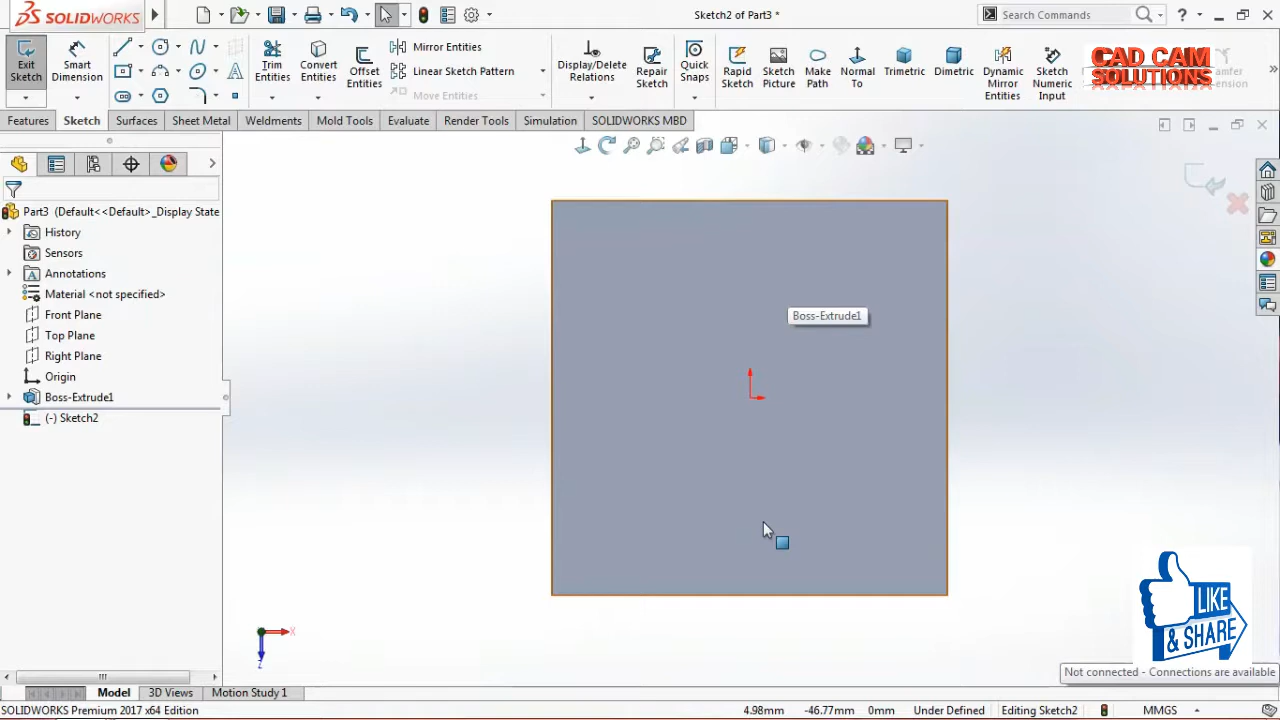 SOLIDWORKS
Sketch2 of Part3 *
Search Commands
Exit Sketch
Smart Dimension
Trim Entities
Convert Entities
Offset Entities
Mirror Entities
Linear Sketch Pattern
Move Entities
Display/Delete Relations
Repair Sketch
Quick Snaps
Rapid Sketch
Sketch Picture
Make Path
Normal To
Trimetric
Dimetric
Dynamic Mirror Entities
Sketch Numeric Input
CAD CAM
SOLUTIONS
Features
Sketch
Surfaces
Sheet Metal
Weldments
Mold Tools
Evaluate
Render Tools
Simulation
SOLIDWORKS MBD
Part3 (Default<<Default>_Display State
History
Sensors
Annotations
Material <not specified>
Front Plane
Top Plane
Right Plane
Origin
Boss-Extrude1
(-) Sketch2
Boss-Extrude1
X
Z
LIKE
& SHARE
Not connected - Connections are available
Model
3D Views
Motion Study 1
SOLIDWORKS Premium 2017 x64 Edition
4.98mm
-46.77mm
0mm
Under Defined
Editing Sketch2
MMGS